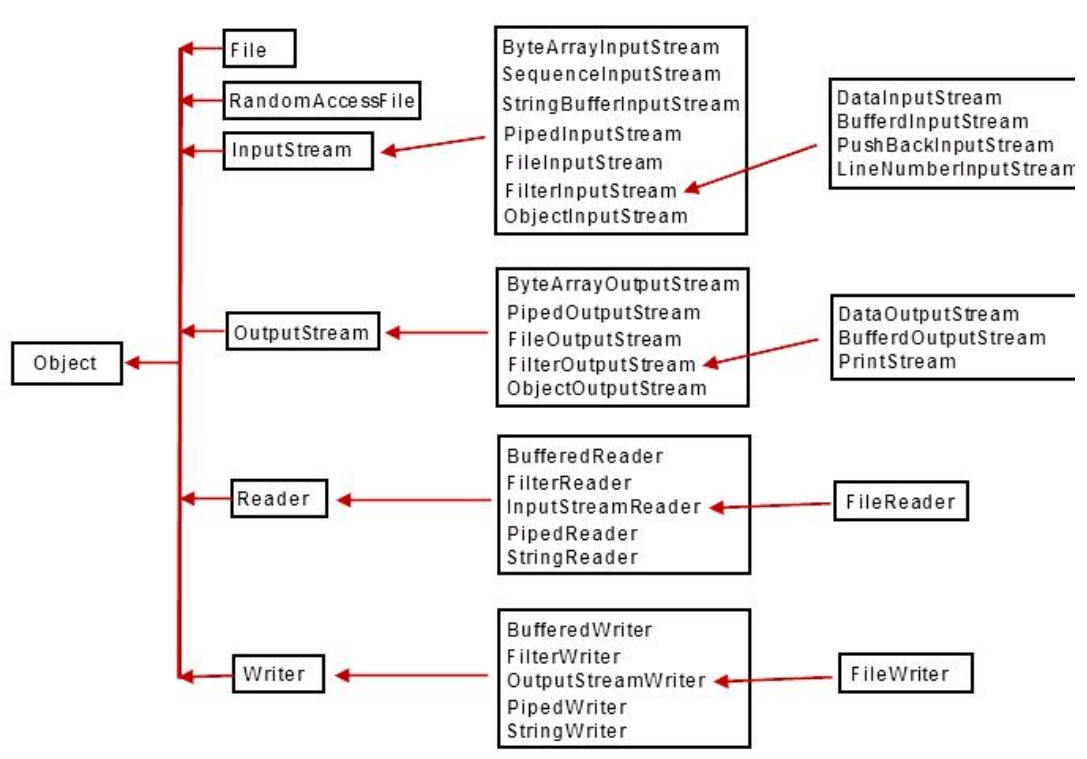 File
RandomAccessFile
InputStream
ByteArrayInputStream
SequenceInputStream
StringBufferInputStream
PipedInputStream
FileInputStream
FilterInputStream
ObjectInputStream
DataInputStream
BufferdInputStream
PushBackInputStream
LineNumberInputStream
Object
OutputStream
ByteArrayOutputStream
PipedOutputStream
FileOutputStream
FilterOutputStream
ObjectOutputStream
DataOutputStream
BufferdOutputStream
PrintStream
Reader
BufferedReader
FilterReader
InputStreamReader
PipedReader
StringReader
FileReader
Writer
BufferedWriter
FilterWriter
OutputStreamWriter
PipedWriter
StringWriter
FileWriter